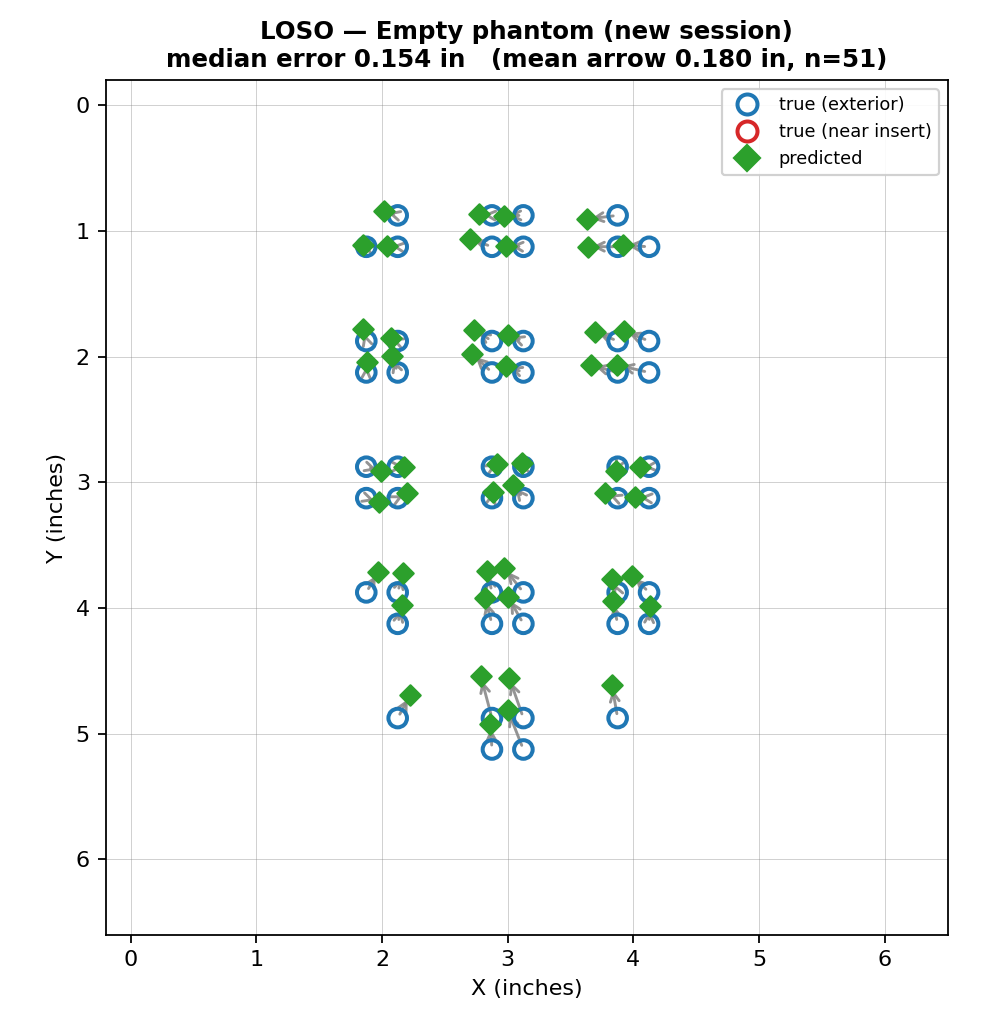 LOSO — Empty phantom (new session)
median error 0.154 in   (mean arrow 0.180 in, n=51)
true (exterior)
true (near insert)
predicted
0
1
2
3
4
5
6
Y (inches)
0 1 2 3 4 5 6
X (inches)